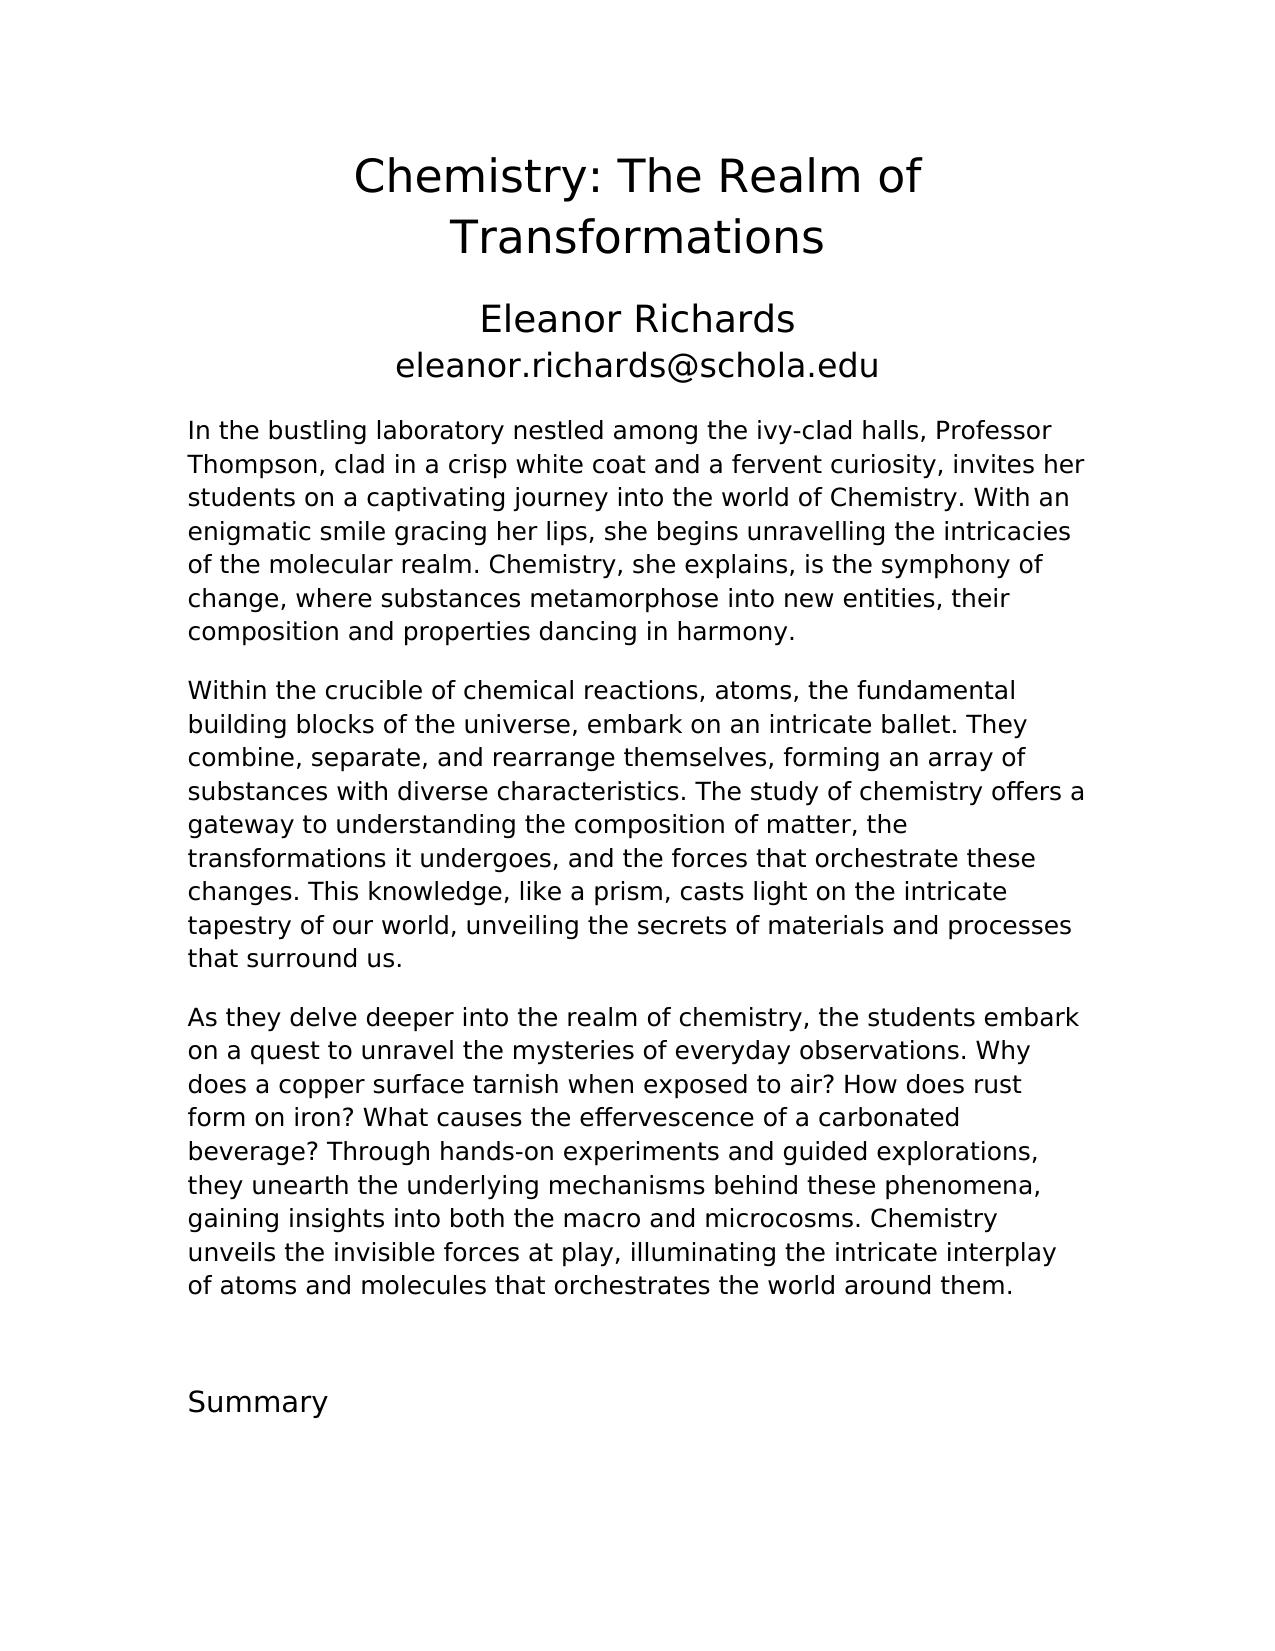 Chemistry: The Realm of
Transformations
Eleanor Richards
eleanor.richards@schola.edu
In the bustling laboratory nestled among the ivy-clad halls, Professor
Thompson, clad in a crisp white coat and a fervent curiosity, invites her
students on a captivating journey into the world of Chemistry. With an
enigmatic smile gracing her lips, she begins unravelling the intricacies
of the molecular realm. Chemistry, she explains, is the symphony of
change, where substances metamorphose into new entities, their
composition and properties dancing in harmony.
Within the crucible of chemical reactions, atoms, the fundamental
building blocks of the universe, embark on an intricate ballet. They
combine, separate, and rearrange themselves, forming an array of
substances with diverse characteristics. The study of chemistry offers a
gateway to understanding the composition of matter, the
transformations it undergoes, and the forces that orchestrate these
changes. This knowledge, like a prism, casts light on the intricate
tapestry of our world, unveiling the secrets of materials and processes
that surround us.
As they delve deeper into the realm of chemistry, the students embark
on a quest to unravel the mysteries of everyday observations. Why
does a copper surface tarnish when exposed to air? How does rust
form on iron? What causes the effervescence of a carbonated
beverage? Through hands-on experiments and guided explorations,
they unearth the underlying mechanisms behind these phenomena,
gaining insights into both the macro and microcosms. Chemistry
unveils the invisible forces at play, illuminating the intricate interplay
of atoms and molecules that orchestrates the world around them.
Summary